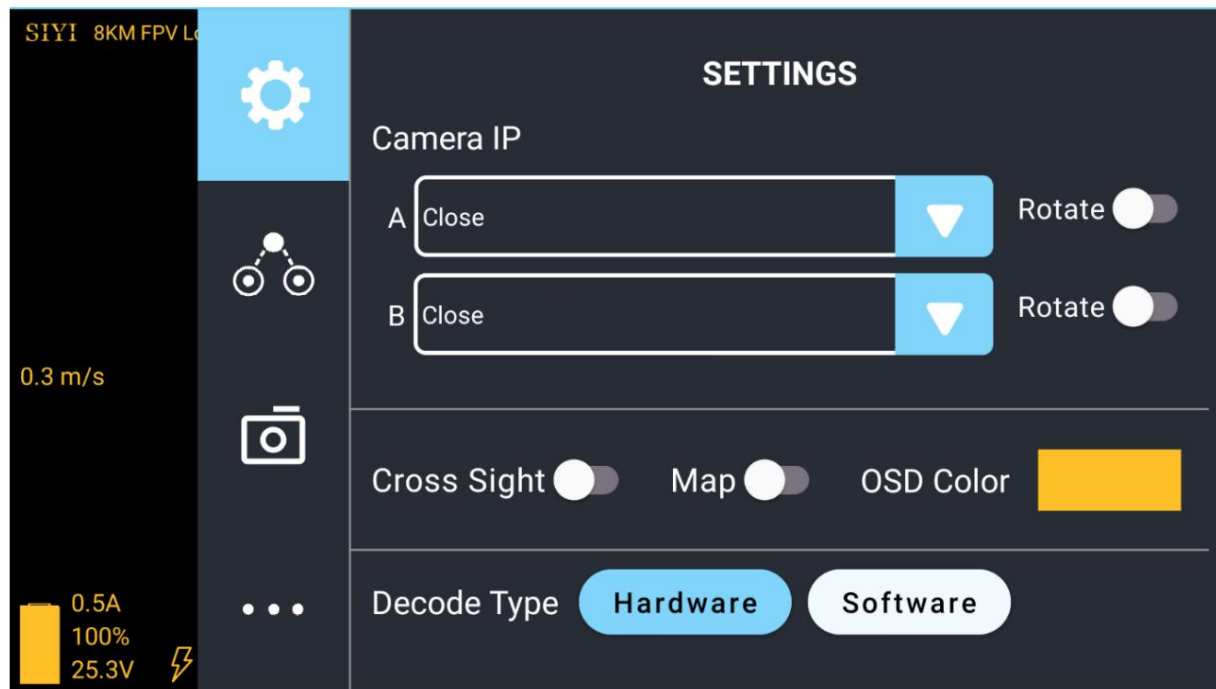 SIYI 8KM FPV
SETTINGS
Camera IP
A Close Rotate
B Close Rotate
0.3 m/s
Cross Sight Map OSD Color
Decode Type Hardware Software
0.5A
100%
25.3V